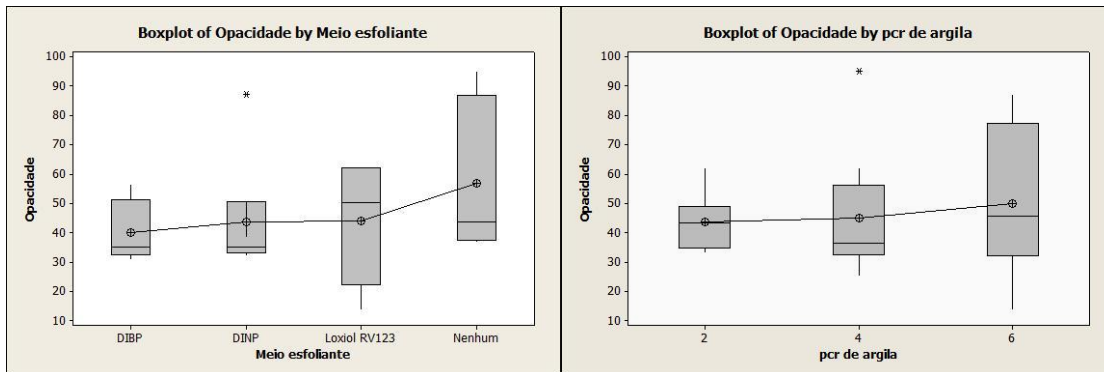 Boxplot of Opacidade by Meio esfoliante
100
90
80
70
60
50
40
30
20
10
Opacidade
DIBP DINP Loxiol RV123 Nenhum
Meio esfoliante
Boxplot of Opacidade by pcr de argila
100
90
80
70
60
50
40
30
20
10
Opacidade
2 4 6
pcr de argila